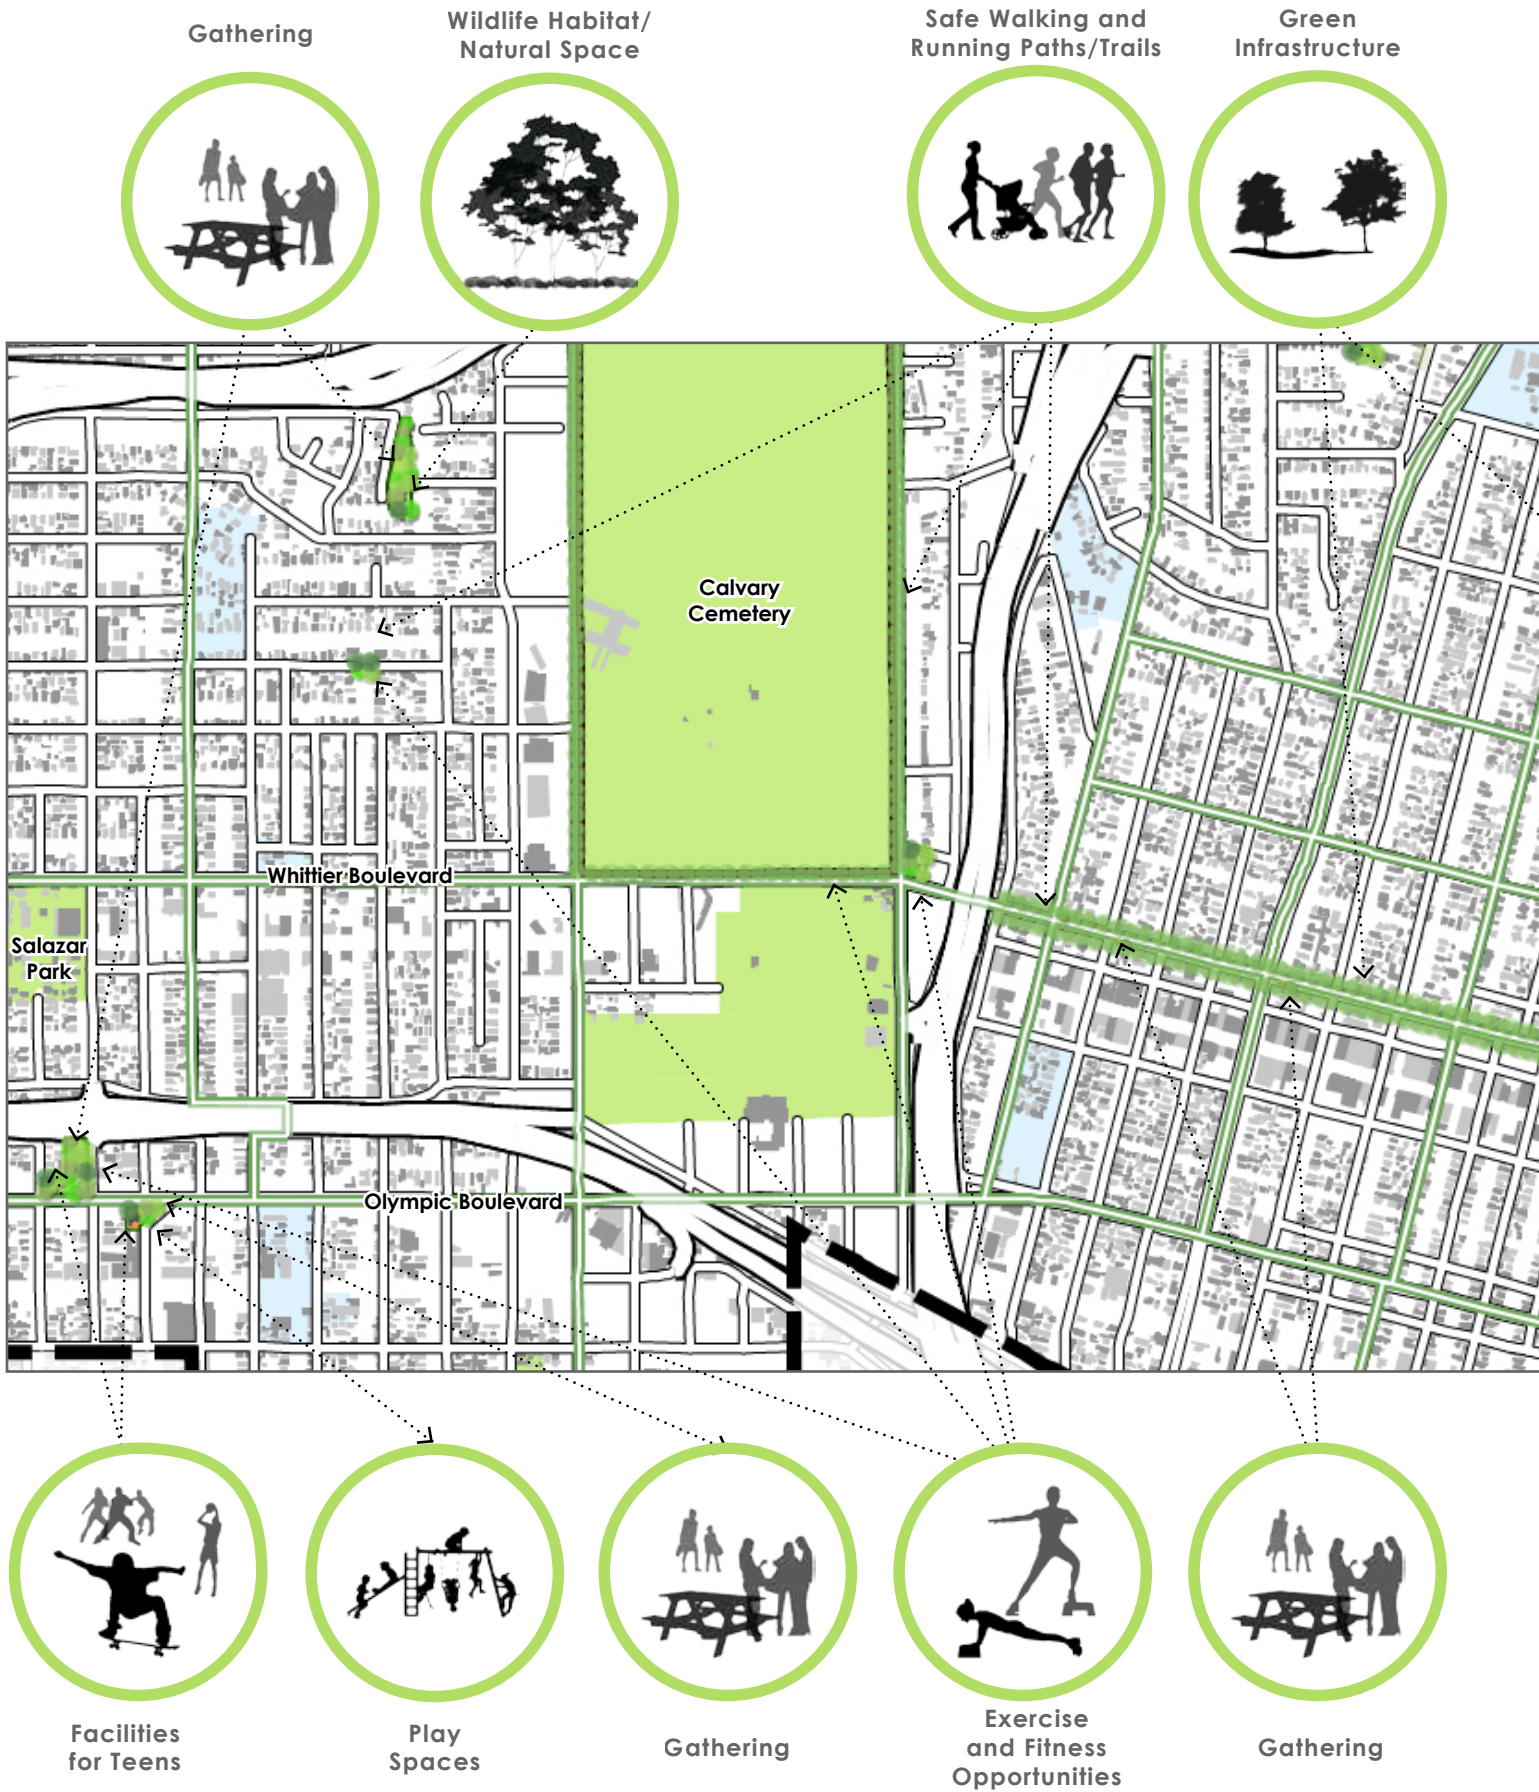 Gathering
Wildlife Habitat/
Natural Space
Safe Walking and
Running Paths/Trails
Green
Infrastructure
Calvary
Cemetery
Whittier Boulevard
Salazar
Park
Olympic Boulevard
Facilities
for Teens
Play
Spaces
Gathering
Exercise
and Fitness
Opportunities
Gathering